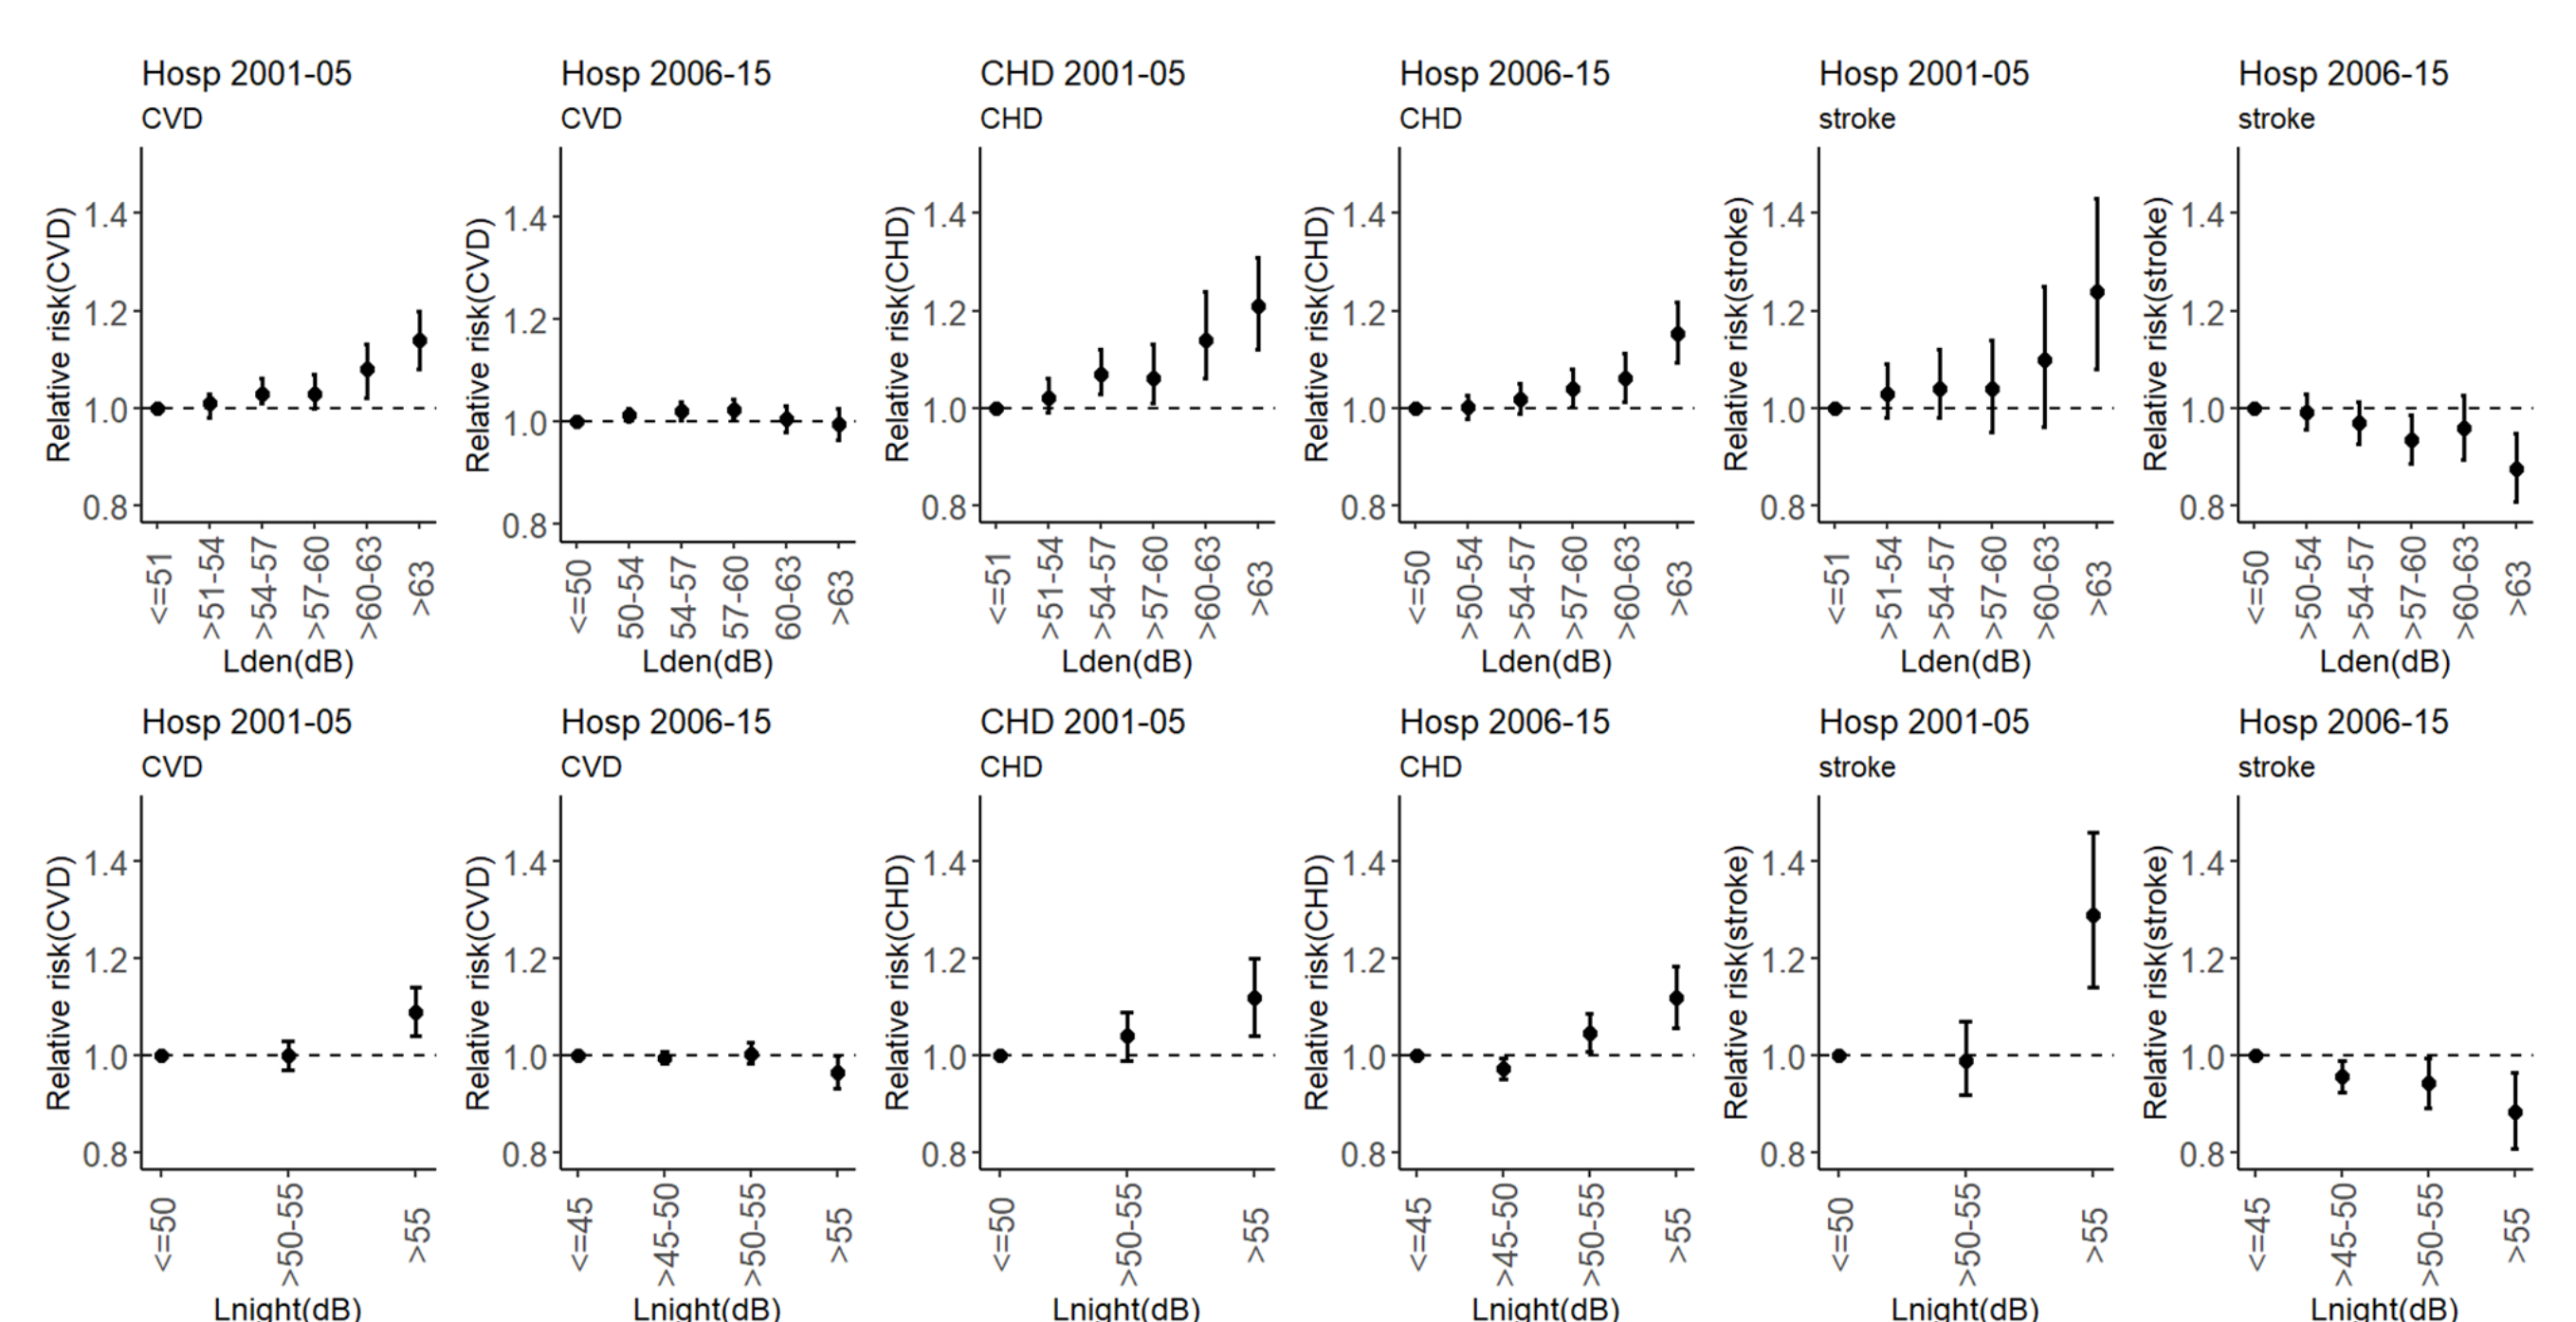 Hosp 2001-05
CVD
Relative risk(CVD)
1.4
1.2
1.0
0.8
<=51
>51-54
>54-57
>57-60
>60-63
>63
Lden(dB)
Hosp 2006-15
CVD
Relative risk(CVD)
1.4
1.2
1.0
0.8
<=50
50-54
54-57
57-60
60-63
>63
Lden(dB)
CHD 2001-05
CHD
Relative risk(CHD)
1.4
1.2
1.0
0.8
<=51
>51-54
>54-57
>57-60
>60-63
>63
Lden(dB)
Hosp 2006-15
CHD
Relative risk(CHD)
1.4
1.2
1.0
0.8
<=50
>50-54
>54-57
>57-60
>60-63
>63
Lden(dB)
Hosp 2001-05
stroke
Relative risk(stroke)
1.4
1.2
1.0
0.8
<=51
>51-54
>54-57
>57-60
>60-63
>63
Lden(dB)
Hosp 2006-15
stroke
Relative risk(stroke)
1.4
1.2
1.0
0.8
<=50
>50-54
>54-57
>57-60
>60-63
>63
Lden(dB)
Hosp 2001-05
CVD
Relative risk(CVD)
1.4
1.2
1.0
0.8
<=50
>50-55
>55
Lnight(dB)
Hosp 2006-15
CVD
Relative risk(CVD)
1.4
1.2
1.0
0.8
<=45
>45-50
>50-55
>55
Lnight(dB)
CHD 2001-05
CHD
Relative risk(CHD)
1.4
1.2
1.0
0.8
<=50
>50-55
>55
Lnight(dB)
Hosp 2006-15
CHD
Relative risk(CHD)
1.4
1.2
1.0
0.8
<=45
>45-50
>50-55
>55
Lnight(dB)
Hosp 2001-05
stroke
Relative risk(stroke)
1.4
1.2
1.0
0.8
<=50
>50-55
>55
Lnight(dB)
Hosp 2006-15
stroke
Relative risk(stroke)
1.4
1.2
1.0
0.8
<=45
>45-50
>50-55
>55
Lnight(dB)